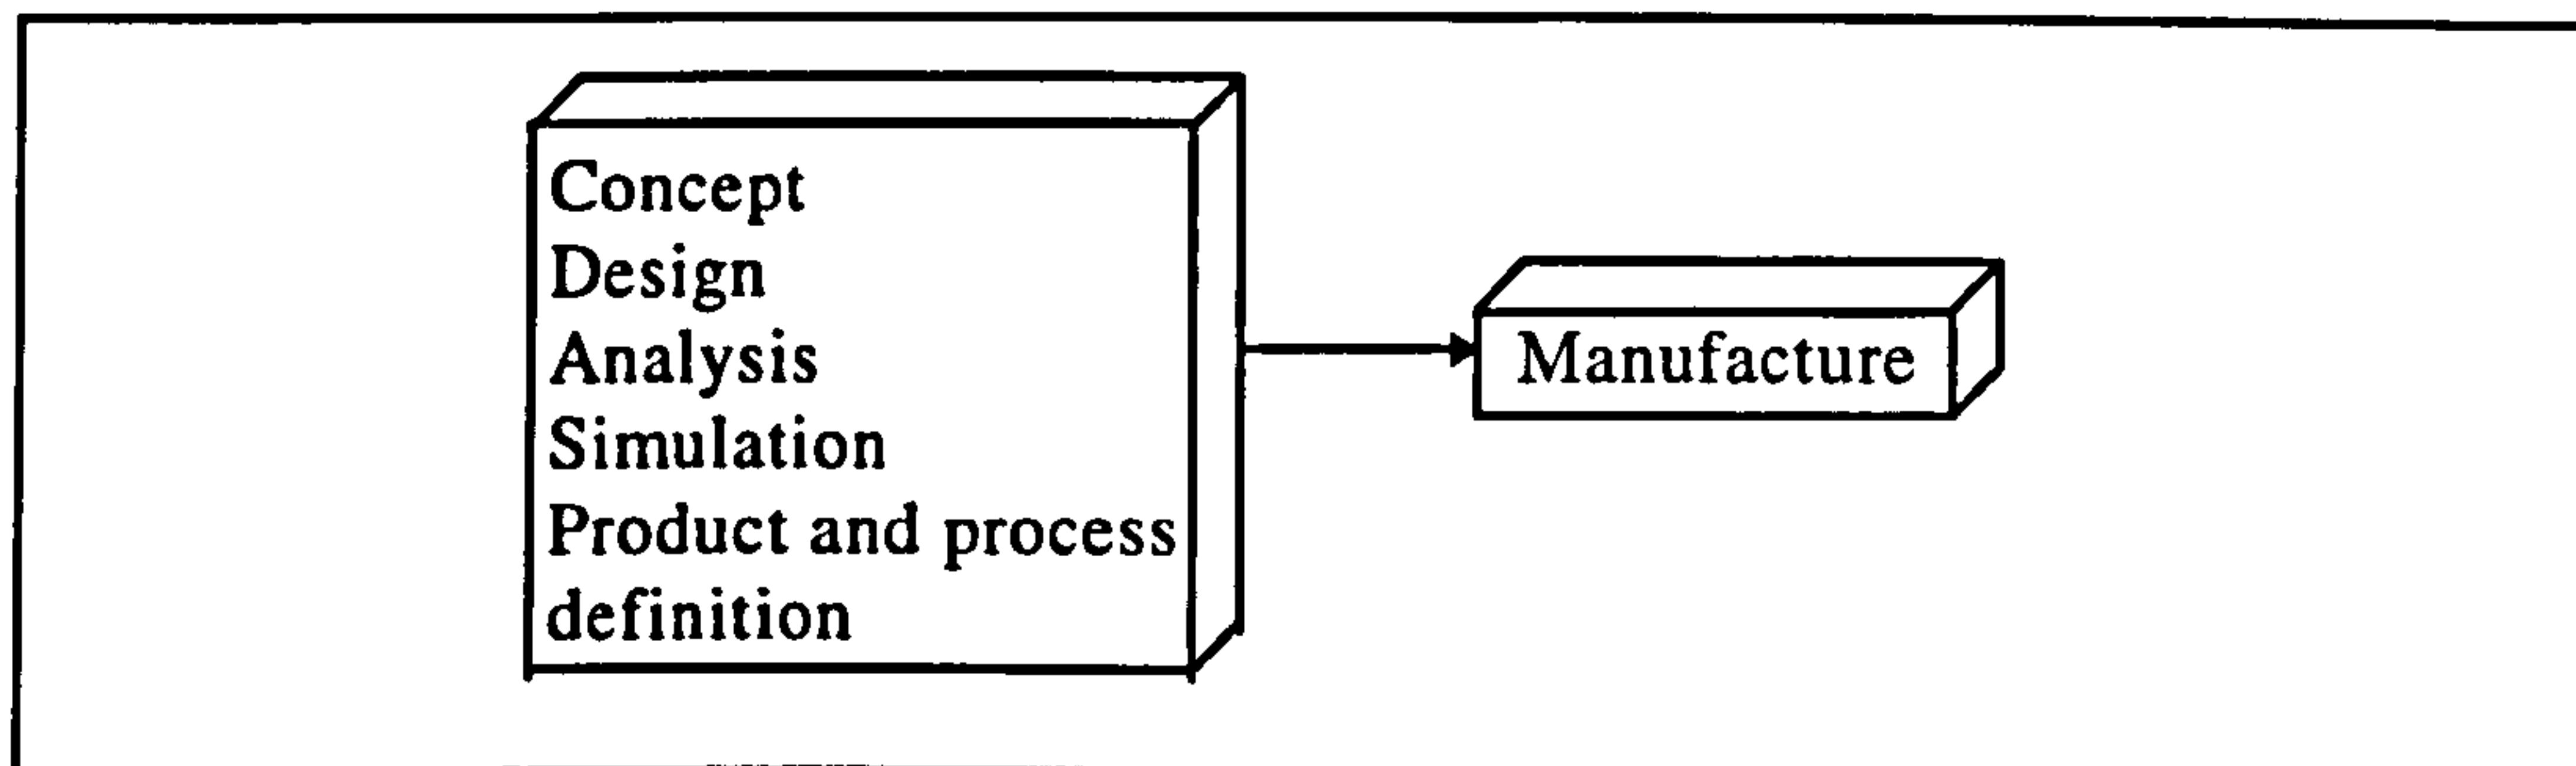 Concept
Design
Analysis
Simulation
Product and process
definition
Manufacture